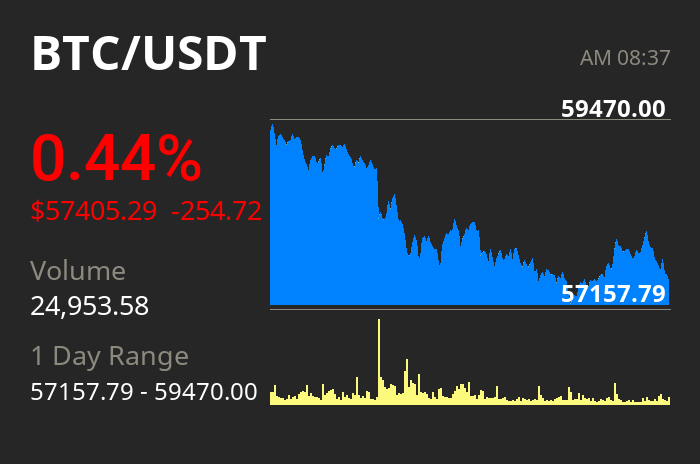 BTC/USDT
AM 08:37
59470.00
0.44%
$57405.29 -254.72
Volume
24,953.58
57157.79
1 Day Range
57157.79 - 59470.00